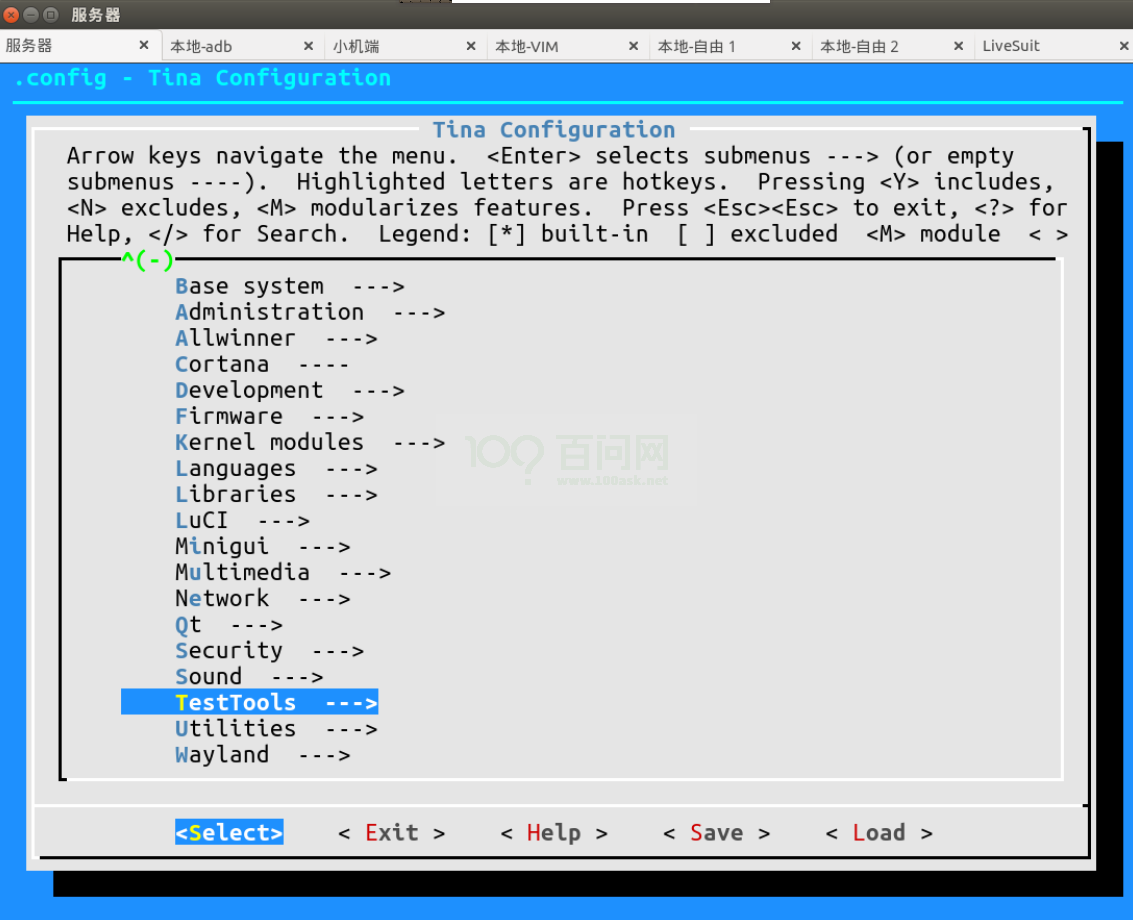 服务器
服务器 × 本地-adb × 小机端 × 本地-VIM × 本地-自由 1 × 本地-自由 2 × LiveSuit ×
.config - Tina Configuration
Tina Configuration
Arrow keys navigate the menu.  <Enter> selects submenus ---> (or empty
submenus ----).  Highlighted letters are hotkeys.  Pressing <Y> includes,
<N> excludes, <M> modularizes features.  Press <Esc><Esc> to exit, <?> for
Help, </> for Search.  Legend: [*] built-in  [ ] excluded  <M> module  < >
^(-)
Base system  --->
Administration  --->
Allwinner  --->
Cortana  ----
Development  --->
Firmware  --->
Kernel modules  --->
Languages  --->
Libraries  --->
LuCI  --->
Minigui  --->
Multimedia  --->
Network  --->
Qt  --->
Security  --->
Sound  --->
TestTools  --->
Utilities  --->
Wayland  --->
<Select>    < Exit >    < Help >    < Save >    < Load >
百问网
www.100ask.net